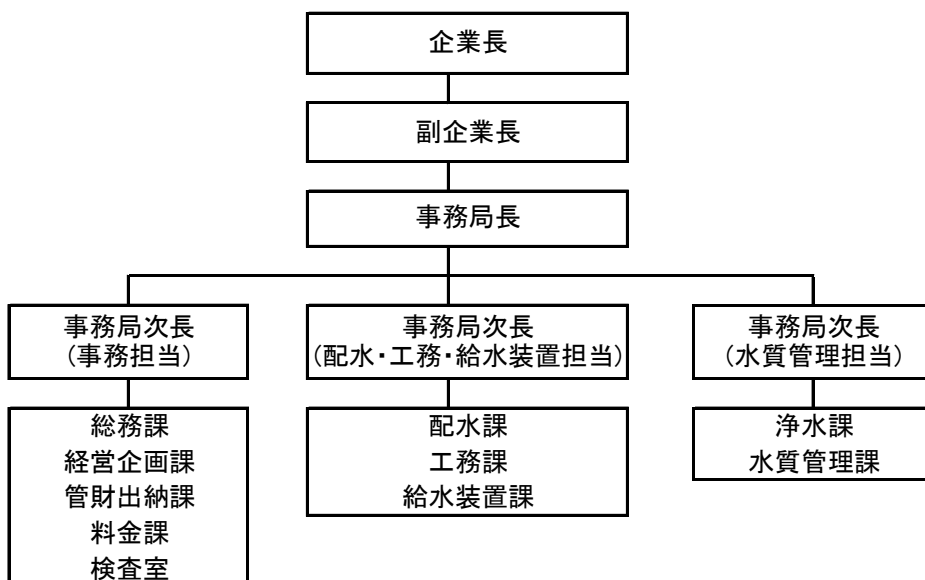 企業長
副企業長
事務局長
事務局次長
(事務担当)
事務局次長
(配水・工務・給水装置担当)
事務局次長
(水質管理担当)
総務課
経営企画課
管財出納課
料金課
検査室
配水課
工務課
給水装置課
浄水課
水質管理課